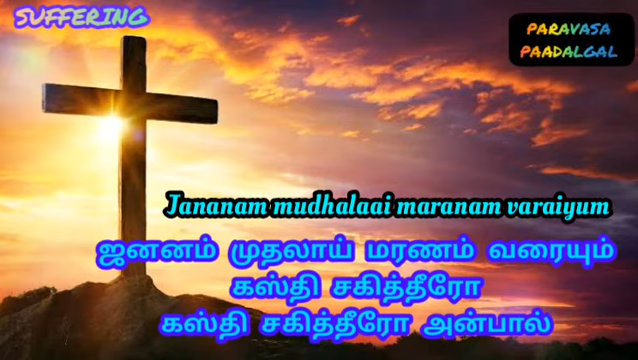 SUFFERING
PARAVASA
PAADALGAL
Jananam mudhalaai maranam varaiyum
ஜனனம் முதலாய் மரணம் வரையும்
கஸ்தி சகித்தீரோ
கஸ்தி சகித்தீரோ அன்பால்